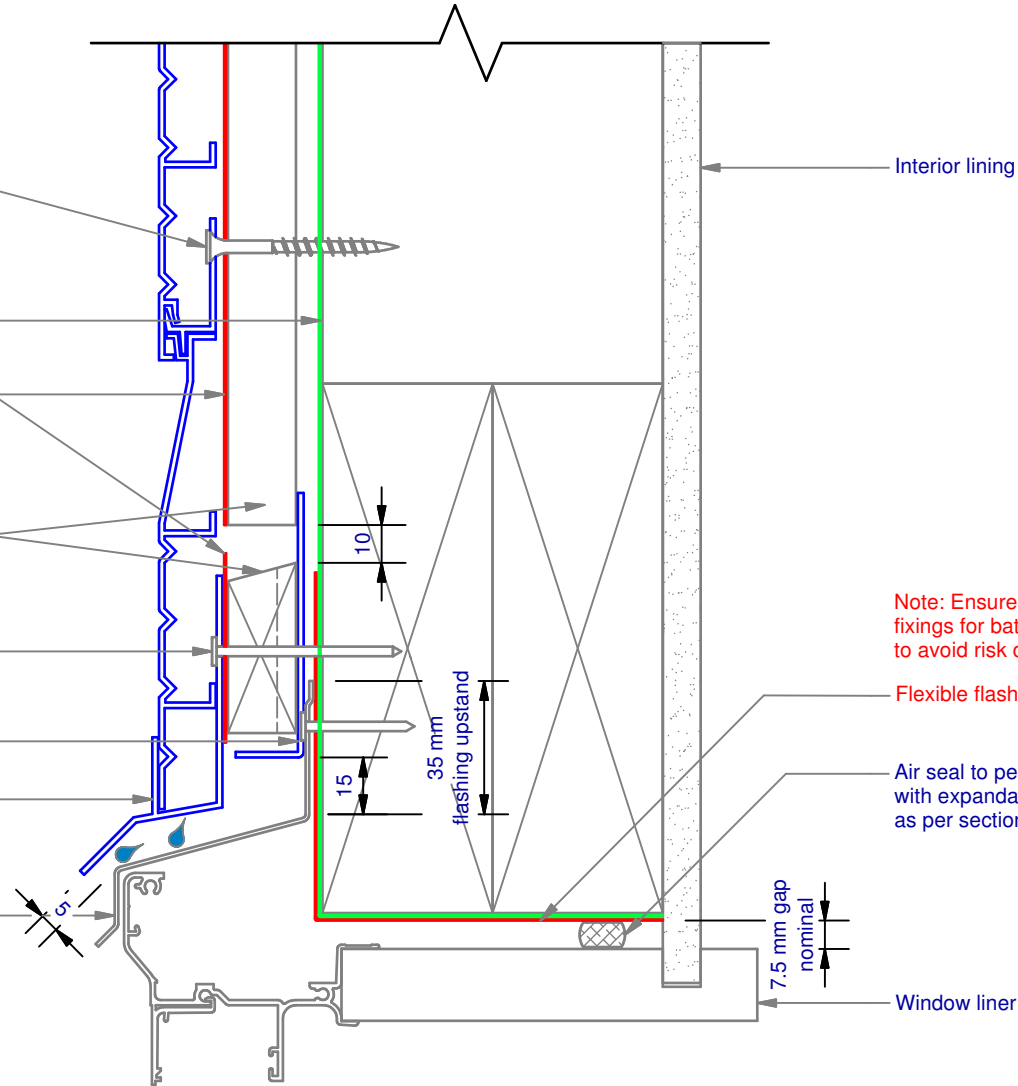 Interior lining
10
Note: Ensure
fixings for bat
to avoid risk o
Flexible flash
35 mm
flashing upstand
15
Air seal to pe
with expanda
as per section
5
7.5 mm gap
nominal
Window liner